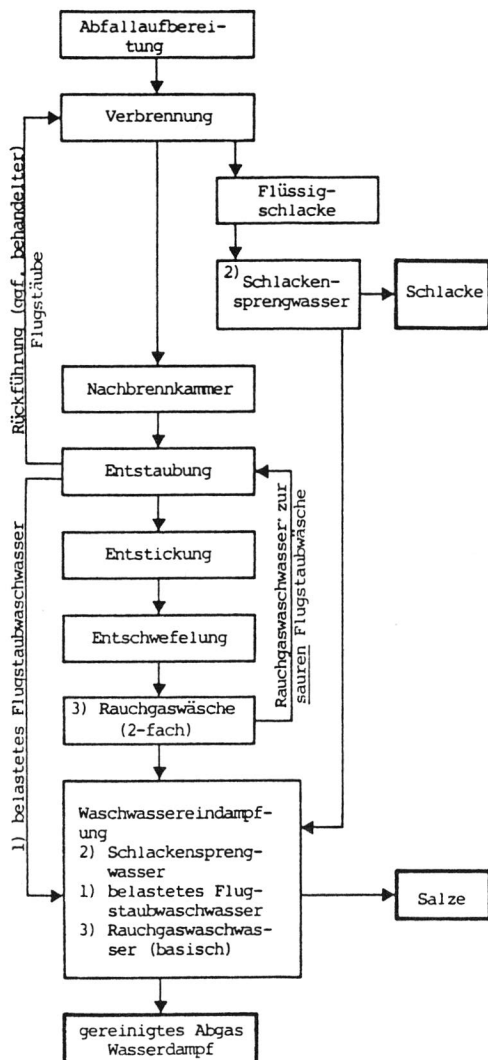 Abfallaufberei-
tung
Verbrennung
Flüssig-
schlacke
2) Schlacken-
sprengwasser
Schlacke
Rückführung (ggf. behandelter)
Flugstäube
Nachbrennkammer
Entstaubung
Entstickung
Entschwefelung
3) Rauchgaswäsche
(2-fach)
Rauchgaswaschwasser zur
sauren Flugstaubwäsche
1) belastetes Flugstaubwaschwasser
Waschwassereindampf-
ung
2) Schlackenspreng-
wasser
1) belastetes Flug-
staubwaschwasser
3) Rauchgaswaschwas-
ser (basisch)
Salze
gereinigtes Abgas
Wasserdampf